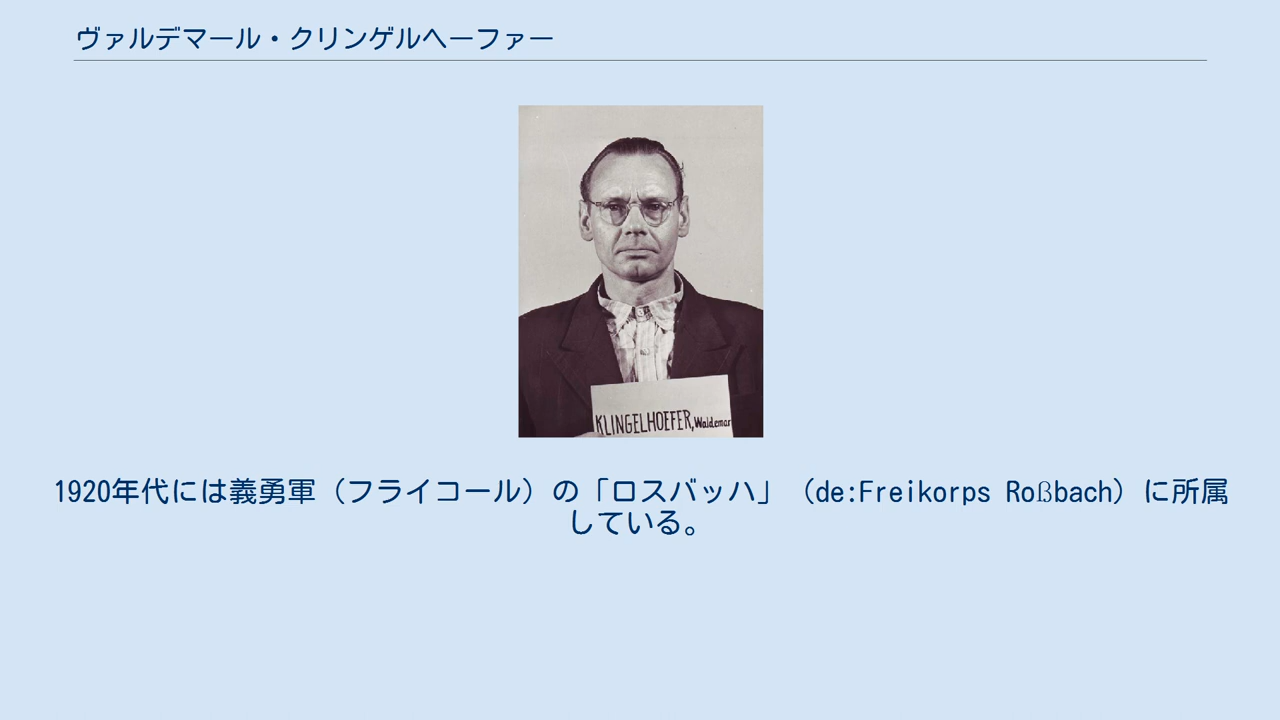 ヴァルデマール・クリンゲルヘーファー
KLINGELHOEFER, Waldemar
1920年代には義勇軍（フライコール）の「ロスバッハ」（de:Freikorps Roßbach）に所属
している。